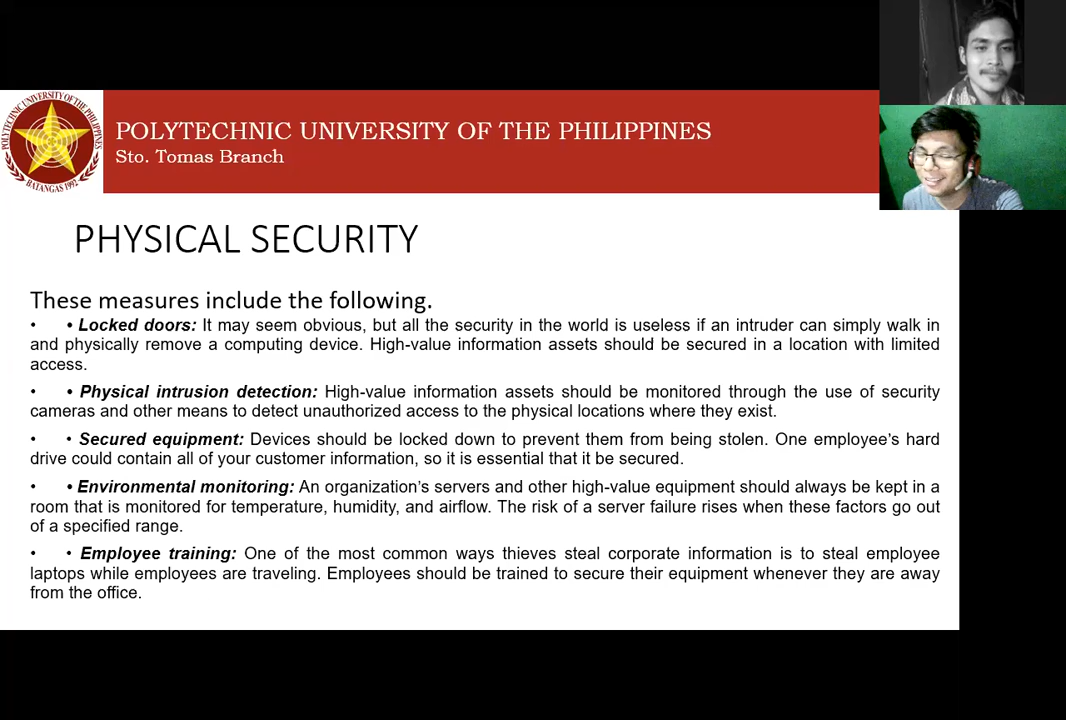 POLYTECHNIC UNIVERSITY OF THE PHILIPPINES
BATANGAS 1992
POLYTECHNIC UNIVERSITY OF THE PHILIPPINES
Sto. Tomas Branch
PHYSICAL SECURITY
These measures include the following.
• • Locked doors: It may seem obvious, but all the security in the world is useless if an intruder can simply walk in
and physically remove a computing device. High-value information assets should be secured in a location with limited
access.
• • Physical intrusion detection: High-value information assets should be monitored through the use of security
cameras and other means to detect unauthorized access to the physical locations where they exist.
• • Secured equipment: Devices should be locked down to prevent them from being stolen. One employee's hard
drive could contain all of your customer information, so it is essential that it be secured.
• • Environmental monitoring: An organization's servers and other high-value equipment should always be kept in a
room that is monitored for temperature, humidity, and airflow. The risk of a server failure rises when these factors go out
of a specified range.
• • Employee training: One of the most common ways thieves steal corporate information is to steal employee
laptops while employees are traveling. Employees should be trained to secure their equipment whenever they are away
from the office.